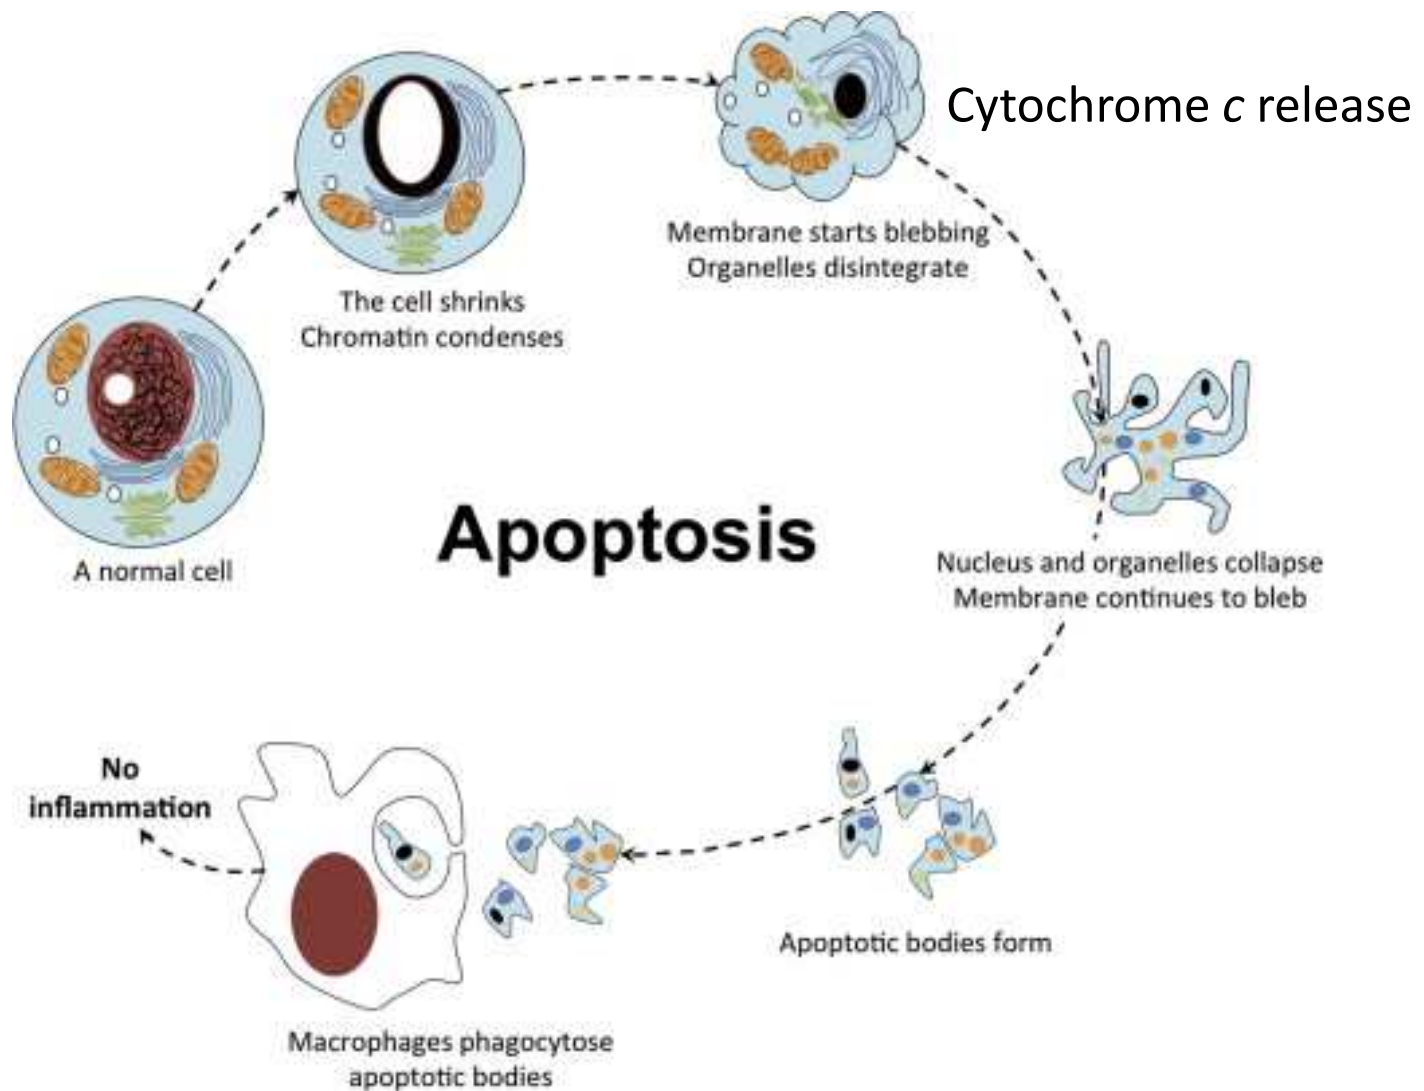 Cytochrome c release
Membrane starts blebbing
Organelles disintegrate
The cell shrinks
Chromatin condenses
A normal cell
Apoptosis
Nucleus and organelles collapse
Membrane continues to bleb
No
inflammation
Apoptotic bodies form
Macrophages phagocytose
apoptotic bodies